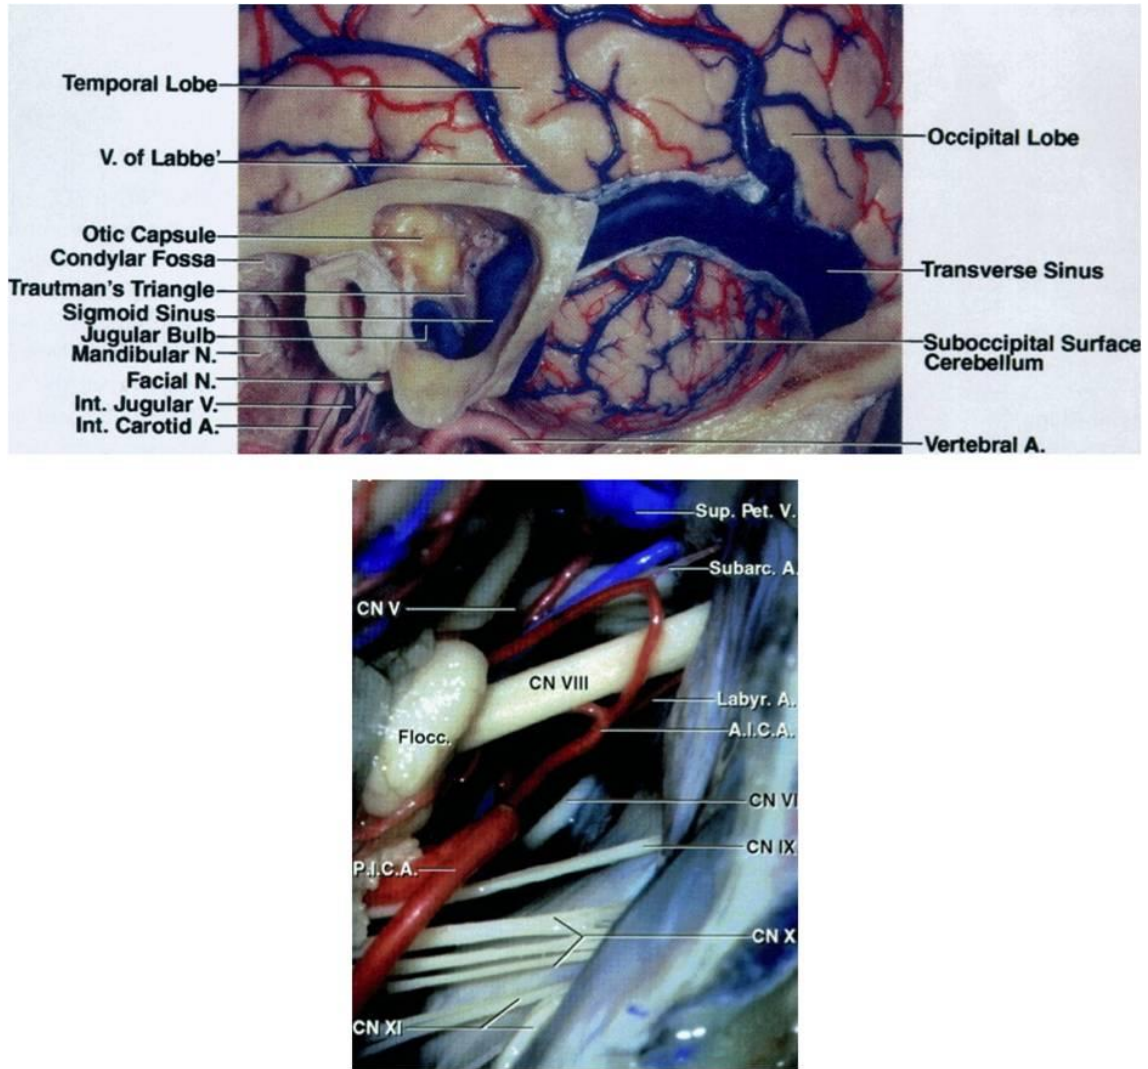 Temporal Lobe
V. of Labbe'
Otic Capsule
Condylar Fossa
Trautman's Triangle
Sigmoid Sinus
Jugular Bulb
Mandibular N.
Facial N.
Int. Jugular V.
Int. Carotid A.
Occipital Lobe
Transverse Sinus
Suboccipital Surface
Cerebellum
Vertebral A.
Sup. Pet. V.
Subarc. A.
CN V
CN VIII
Labyr. A.
Flocc.
A.I.C.A.
CN VI
CN IX
P.I.C.A.
CN X
CN XI